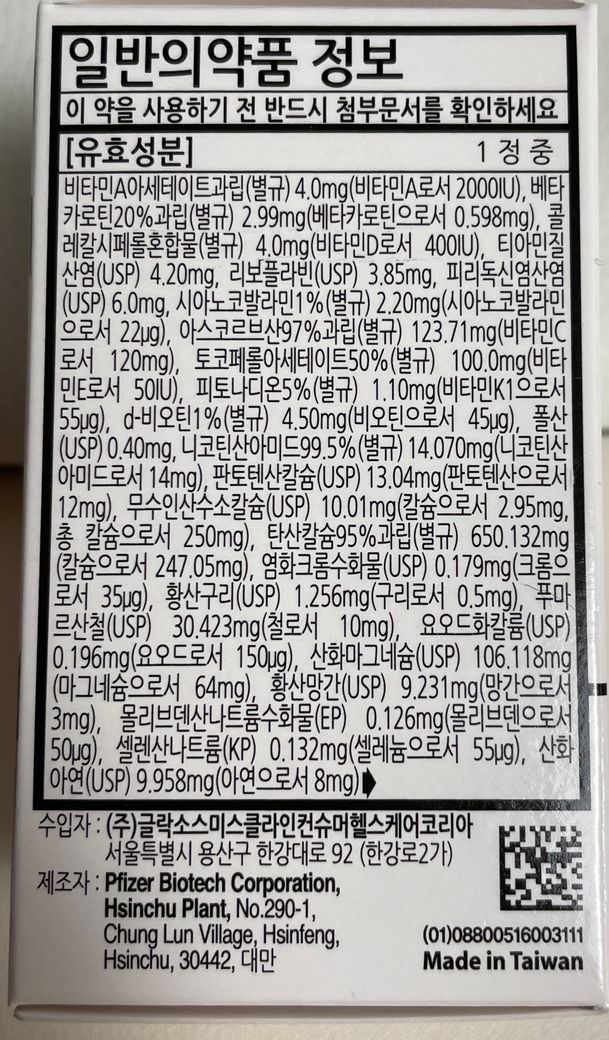 일반의약품 정보
이 약을 사용하기 전 반드시 첨부문서를 확인하세요
[유효성분] 1 정 중
비타민A아세테이트과립(별규) 4.0mg(비타민A로서 2000IU), 베타
카로틴20%과립(별규) 2.99mg(베타카로틴으로서 0.598mg), 콜
레칼시페롤혼합물(별규) 4.0mg(비타민D로서 400IU), 티아민질
산염(USP) 4.20mg, 리보플라빈(USP) 3.85mg, 피리독신염산염
(USP) 6.0mg, 시아노코발라민1%(별규) 2.20mg(시아노코발라민
으로서 22µg), 아스코르브산97%과립(별규) 123.71mg(비타민C
로서 120mg), 토코페롤아세테이트50%(별규) 100.0mg(비타
민E로서 50IU), 피토나디온5%(별규) 1.10mg(비타민K1으로서
55µg), d-비오틴1%(별규) 4.50mg(비오틴으로서 45µg), 폴산
(USP) 0.40mg, 니코틴산아미드99.5%(별규) 14.070mg(니코틴산
아미드로서 14mg), 판토텐산칼슘(USP) 13.04mg(판토텐산으로서
12mg), 무수인산수소칼슘(USP) 10.01mg(칼슘으로서 2.95mg,
총 칼슘으로서 250mg), 탄산칼슘95%과립(별규) 650.132mg
(칼슘으로서 247.05mg), 염화크롬수화물(USP) 0.179mg(크롬으
로서 35µg), 황산구리(USP) 1.256mg(구리로서 0.5mg), 푸마
르산철(USP) 30.423mg(철로서 10mg), 요오드화칼륨(USP)
0.196mg(요오드로서 150µg), 산화마그네슘(USP) 106.118mg
(마그네슘으로서 64mg), 황산망간(USP) 9.231mg(망간으로서
3mg), 몰리브덴산나트륨수화물(EP) 0.126mg(몰리브덴으로서
50µg), 셀렌산나트륨(KP) 0.132mg(셀레늄으로서 55µg), 산화
아연(USP) 9.958mg(아연으로서 8mg)
수입자 : (주)글락소스미스클라인컨슈머헬스케어코리아
서울특별시 용산구 한강대로 92 (한강로2가)
제조자 : Pfizer Biotech Corporation,
Hsinchu Plant, No.290-1,
Chung Lun Village, Hsinfeng,
Hsinchu, 30442, 대만
(01)08800516003111
Made in Taiwan